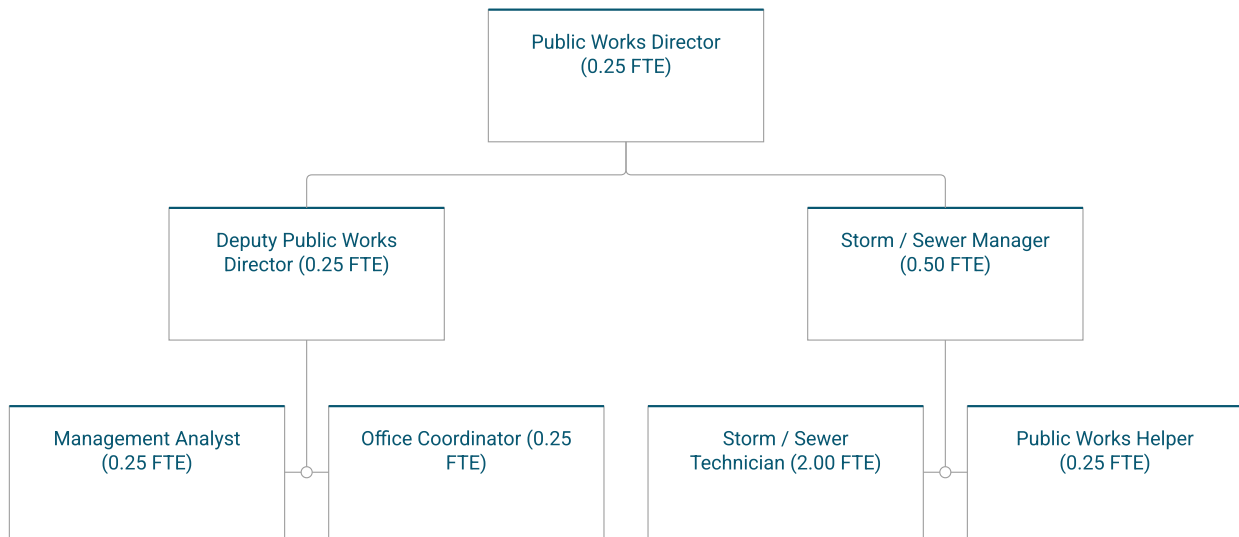 Public Works Director
(0.25 FTE)
Deputy Public Works
Director (0.25 FTE)
Storm / Sewer Manager
(0.50 FTE)
Management Analyst
(0.25 FTE)
Office Coordinator (0.25
FTE)
Storm / Sewer
Technician (2.00 FTE)
Public Works Helper
(0.25 FTE)